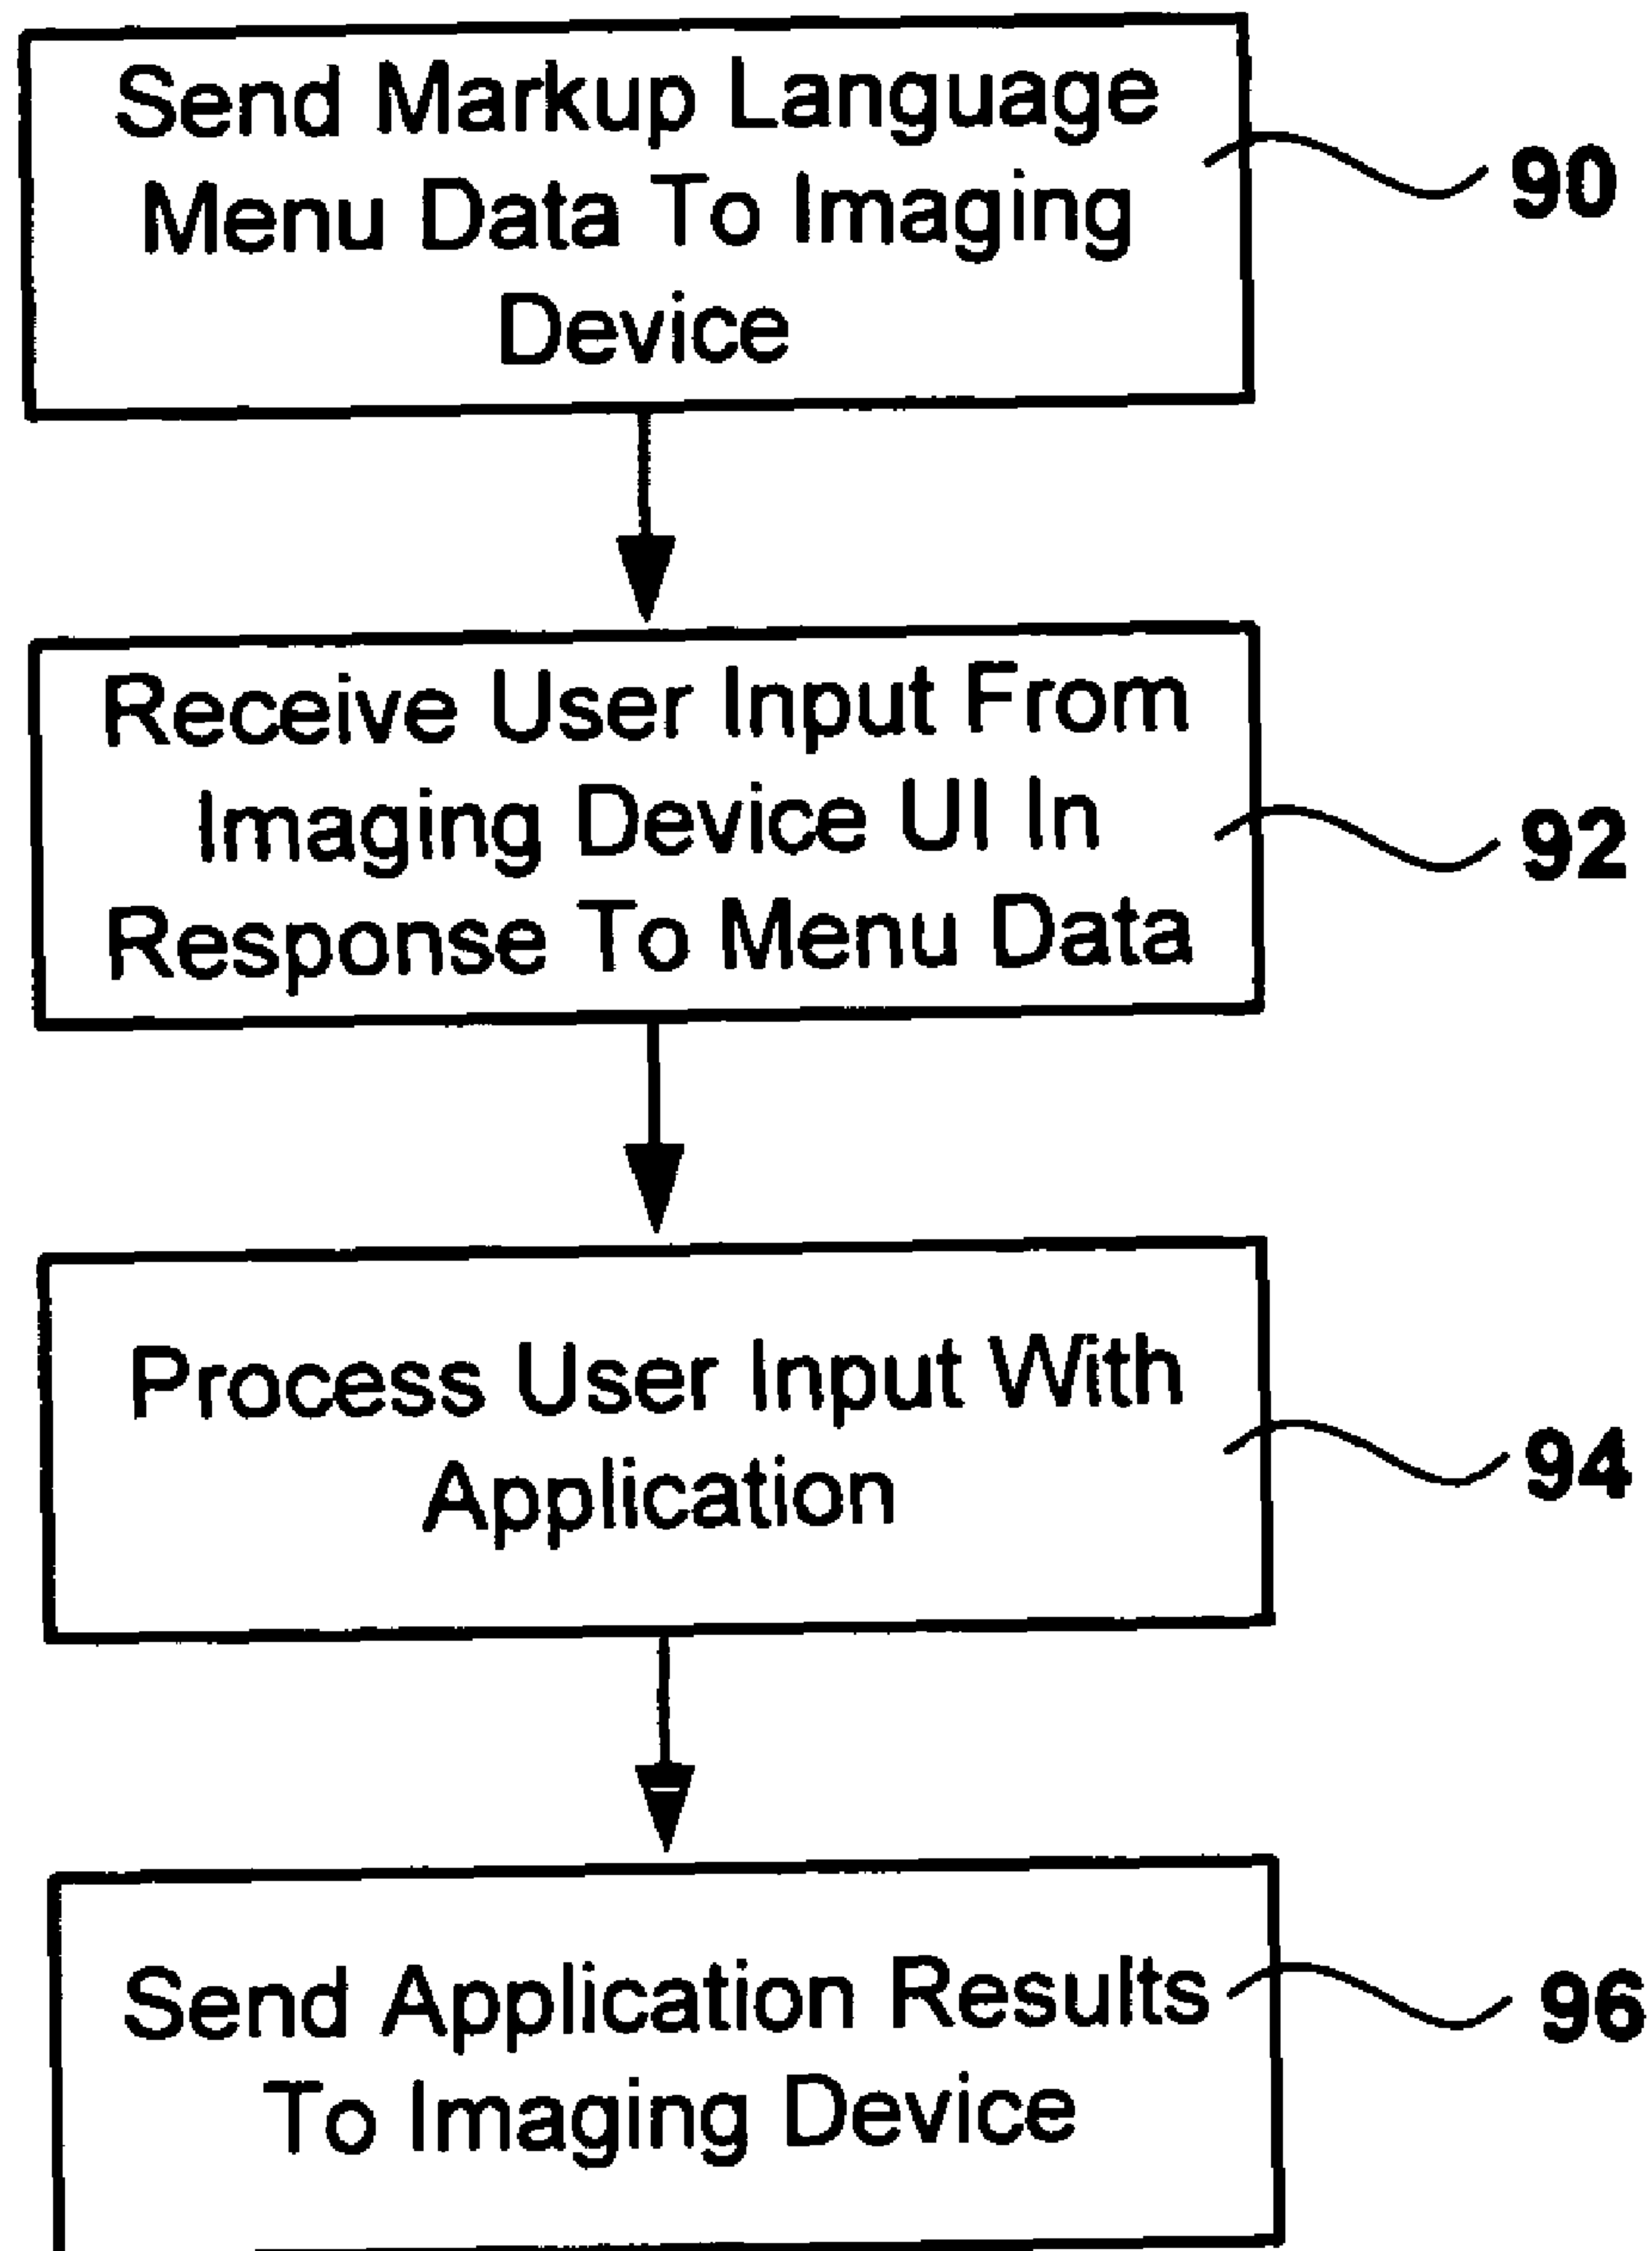 Send Markup Language
Menu Data To Imaging
Device
90
Receive User Input From
Imaging Device UI In
Response To Menu Data
92
Process User Input With
Application
94
Send Application Results
To Imaging Device
96